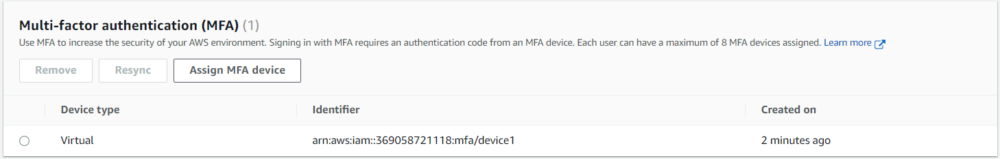 Multi-factor authentication (MFA) (1)
Use MFA to increase the security of your AWS environment. Signing in with MFA requires an authentication code from an MFA device. Each user can have a maximum of 8 MFA devices assigned. Learn more
Remove Resync Assign MFA device
Device type Identifier Created on
Virtual arn:aws:iam::369058721118:mfa/device1 2 minutes ago